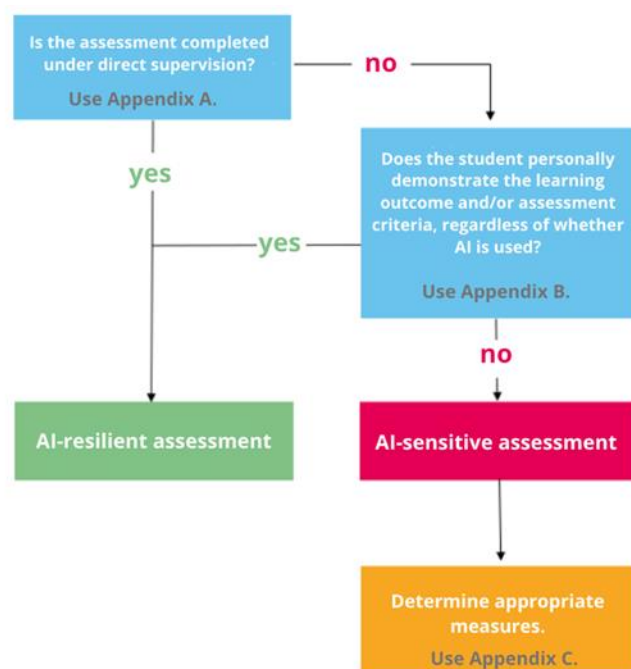 Is the assessment completed
under direct supervision?
Use Appendix A.
no
yes
Does the student personally
demonstrate the learning
outcome and/or assessment
criteria, regardless of whether
AI is used?
Use Appendix B.
yes
no
AI-resilient assessment
AI-sensitive assessment
Determine appropriate
measures.
Use Appendix C.